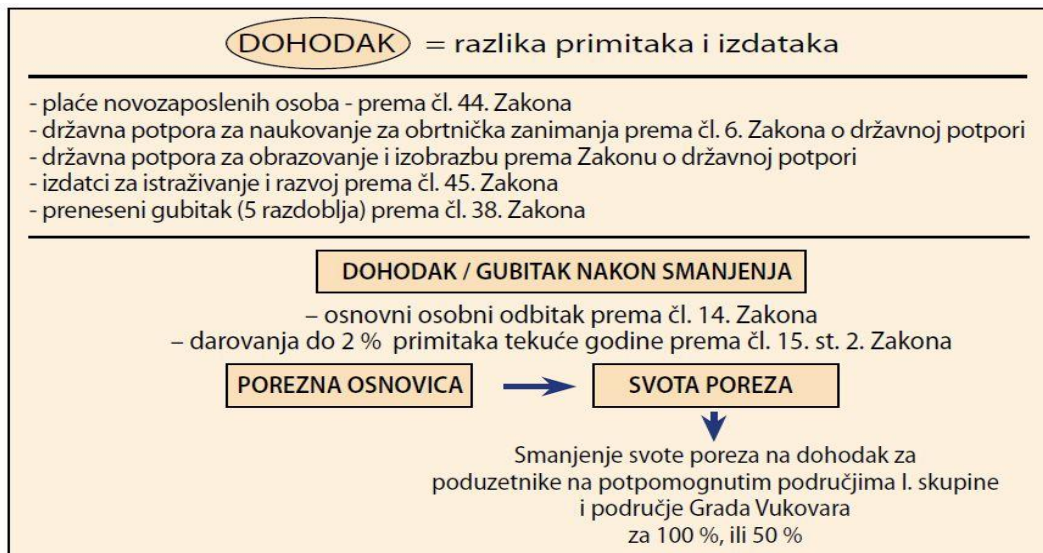 DOHODAK = razlika primitaka i izdataka
- plaće novozaposlenih osoba - prema čl. 44. Zakona
- državna potpora za naukovanje za obrtnička zanimanja prema čl. 6. Zakona o državnoj potpori
- državna potpora za obrazovanje i izobrazbu prema Zakonu o državnoj potpori
- izdatci za istraživanje i razvoj prema čl. 45. Zakona
- preneseni gubitak (5 razdoblja) prema čl. 38. Zakona
DOHODAK / GUBITAK NAKON SMANJENJA
– osnovni osobni odbitak prema čl. 14. Zakona
– darovanja do 2 % primitaka tekuće godine prema čl. 15. st. 2. Zakona
POREZNA OSNOVICA SVOTA POREZA
Smanjenje svote poreza na dohodak za
poduzetnike na potpomognutim područjima I. skupine
i područje Grada Vukovara
za 100 %, ili 50 %